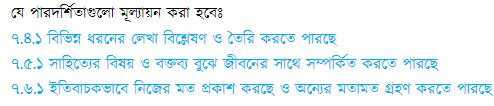 যে পারদর্শিতাগুলো মূল্যায়ন করা হবেঃ
৭.৪.১ বিভিন্ন ধরনের লেখা বিশ্লেষণ ও তৈরি করতে পারছে
৭.৫.১ সাহিত্যের বিষয় ও বক্তব্য বুঝে জীবনের সাথে সম্পর্কিত করতে পারছে
৭.৬.১ ইতিবাচকভাবে নিজের মত প্রকাশ করছে ও অন্যের মতামত গ্রহণ করতে পারছে